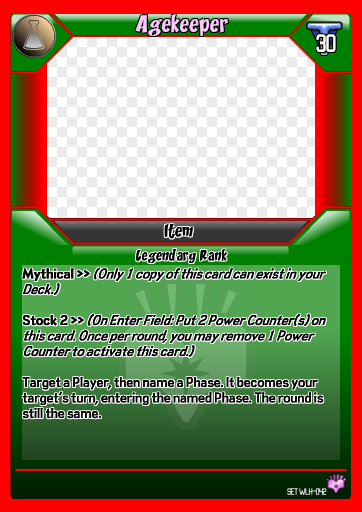 Agekeeper
30
Item
Legendary Rank
Mythical >> (Only 1 copy of this card can exist in your
Deck.)
Stock 2 >> (On Enter Field: Put 2 Power Counter(s) on
this card. Once per round, you may remove 1 Power
Counter to activate this card.)
Target a Player, then name a Phase. It becomes your
target's turn, entering the named Phase. The round is
still the same.
SET WLH-042